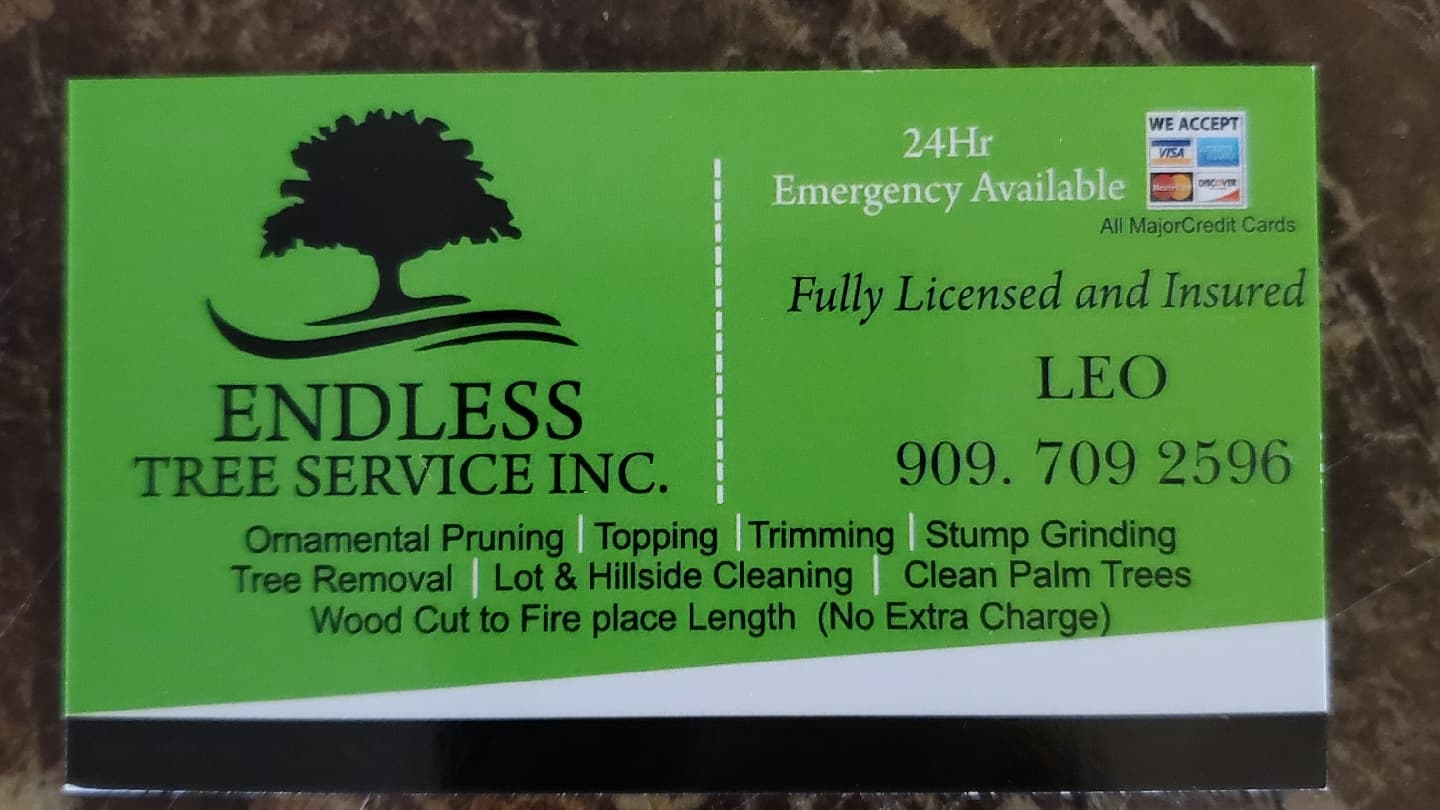 24Hr
Emergency Available
WE ACCEPT
VISA
DISCOVER
All MajorCredit Cards
Fully Licensed and Insured
LEO
909. 709 2596
ENDLESS
TREE SERVICE INC.
Ornamental Pruning | Topping | Trimming | Stump Grinding
Tree Removal | Lot & Hillside Cleaning | Clean Palm Trees
Wood Cut to Fire place Length (No Extra Charge)